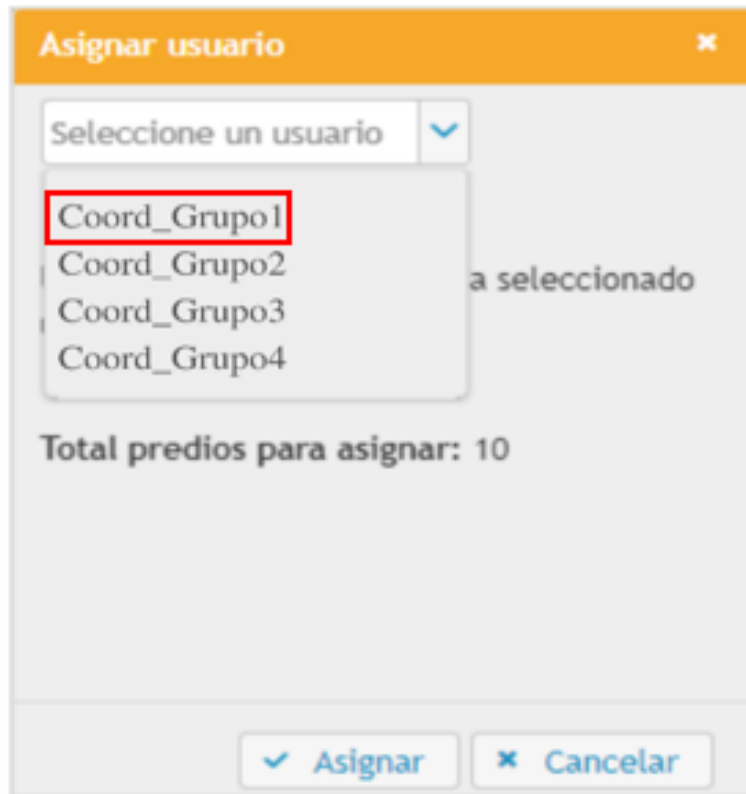 Asignar usuario
Seleccione un usuario
Coord_Grupo1
Coord_Grupo2
a seleccionado
Coord_Grupo3
Coord_Grupo4
Total predios para asignar: 10
Asignar Cancelar